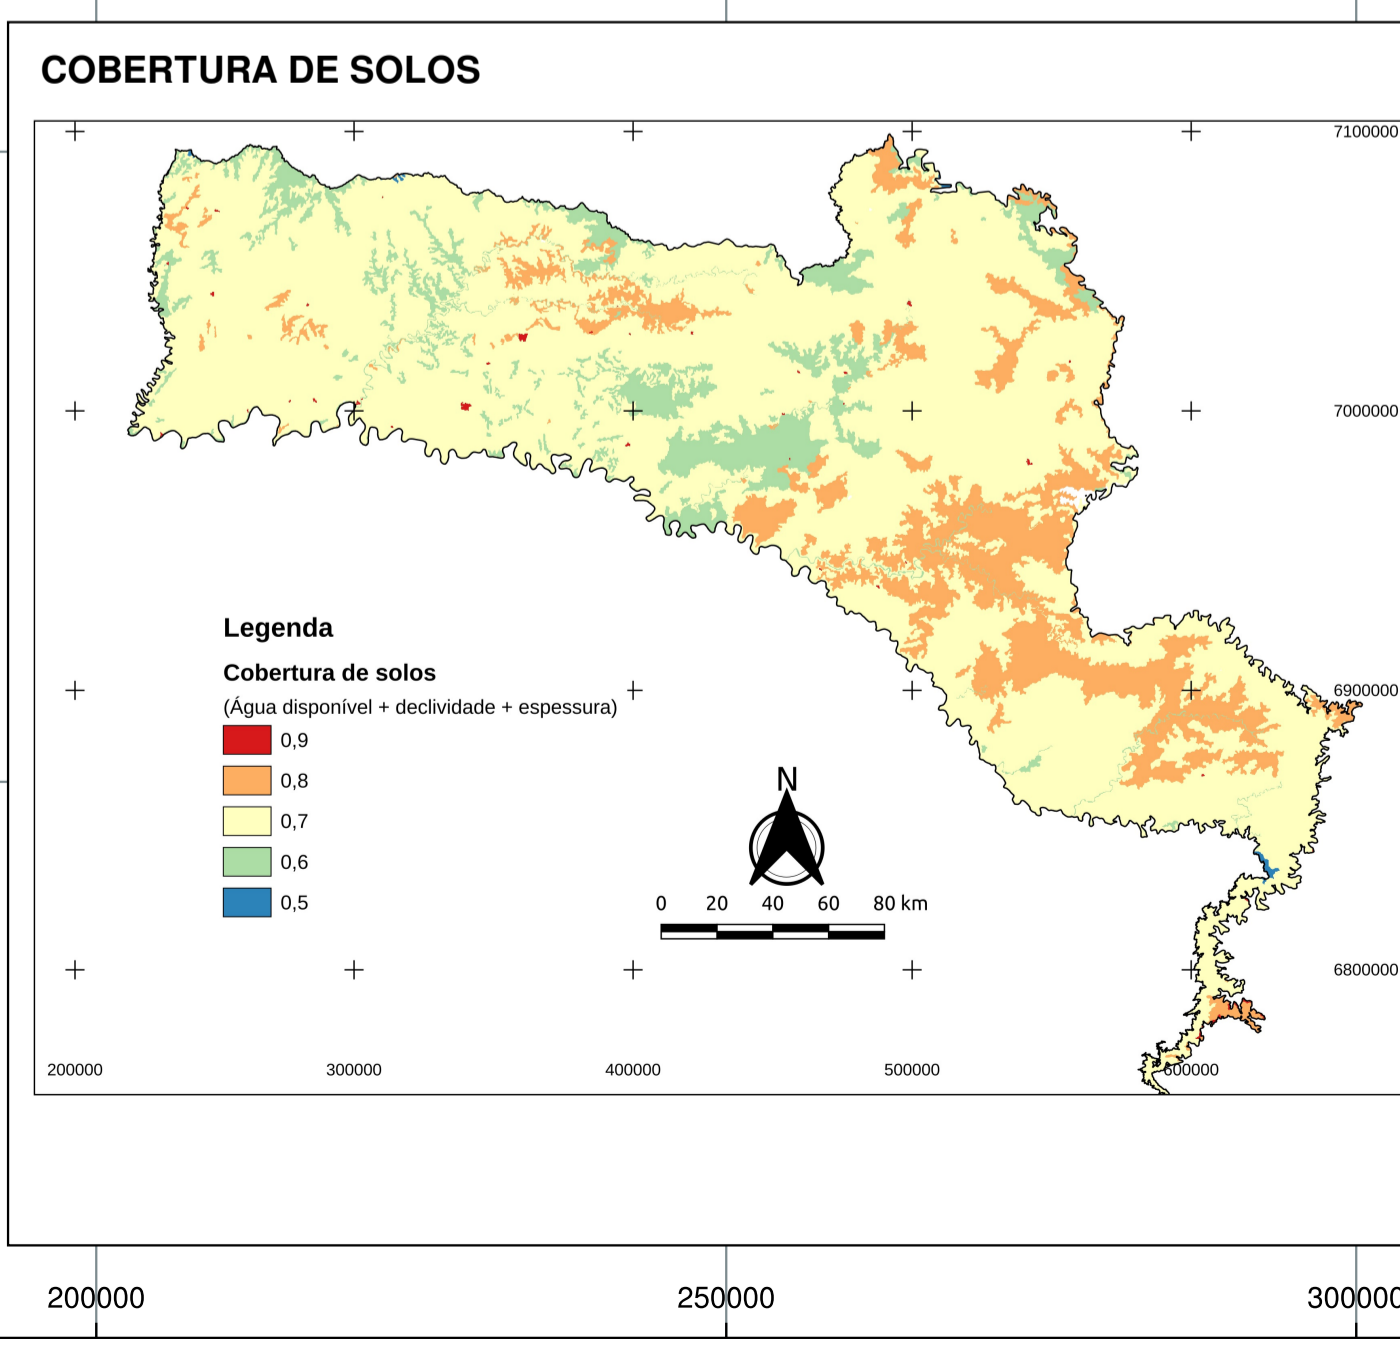 COBERTURA DE SOLOS
7100000
7000000
6900000
6800000
Legenda
Cobertura de solos
(Água disponível + declividade + espessura)
0,9
0,8
0,7
0,6
0,5
N
0 20 40 60 80 km
200000 300000 400000 500000 600000
200000 250000 300000